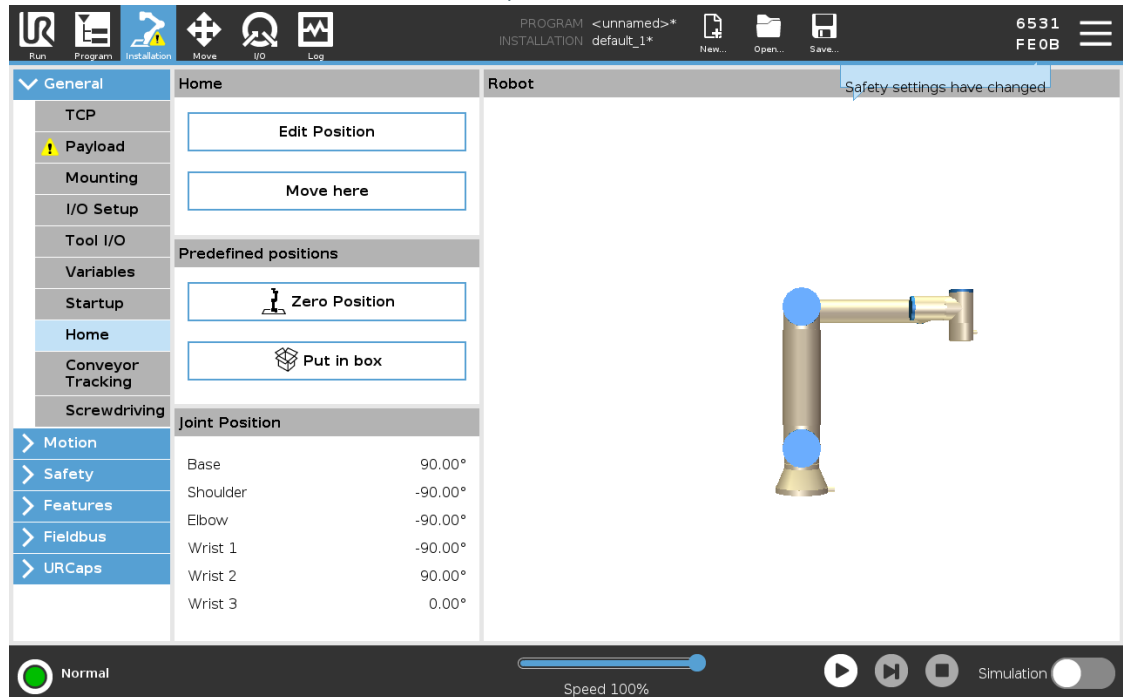 UR
Run
Program
Installation
Move
I/O
Log
PROGRAM <unnamed>*
INSTALLATION default_1*
New...
Open...
Save...
6531
FE0B
Safety settings have changed
General
TCP
Payload
Mounting
I/O Setup
Tool I/O
Variables
Startup
Home
Conveyor
Tracking
Screwdriving
Motion
Safety
Features
Fieldbus
URCaps
Home
Edit Position
Move here
Predefined positions
Zero Position
Put in box
Joint Position
Base 90.00°
Shoulder -90.00°
Elbow -90.00°
Wrist 1 -90.00°
Wrist 2 90.00°
Wrist 3 0.00°
Robot
Normal
Speed 100%
Simulation